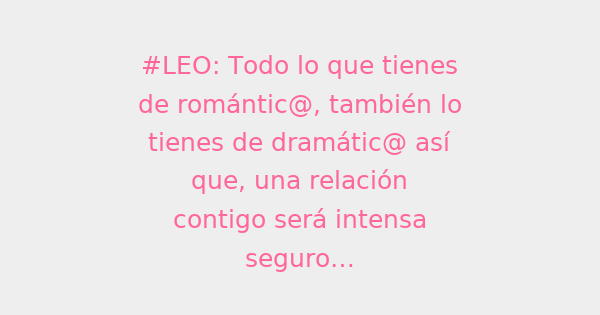 #LEO: Todo lo que tienes
de romántic@, también lo
tienes de dramátic@ así
que, una relación
contigo será intensa
seguro...